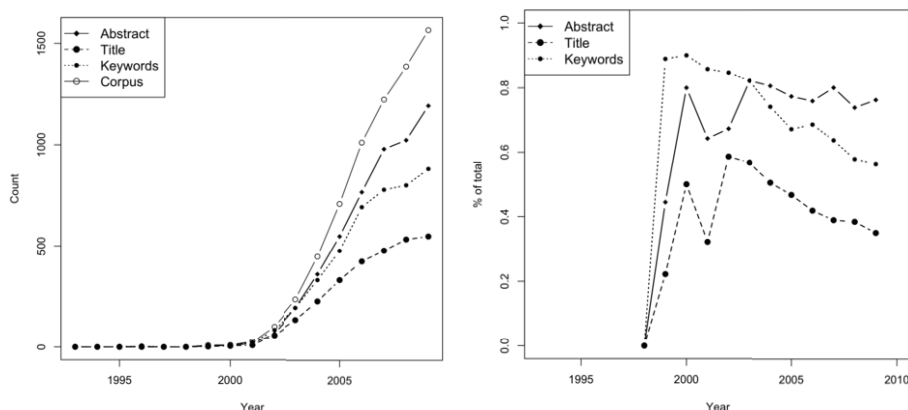 Abstract
Title
Keywords
Corpus
Count
1500
1000
500
0
1995 2000 2005
Year
Abstract
Title
Keywords
% of total
1.0
0.8
0.6
0.4
0.2
0.0
1995 2000 2005 2010
Year